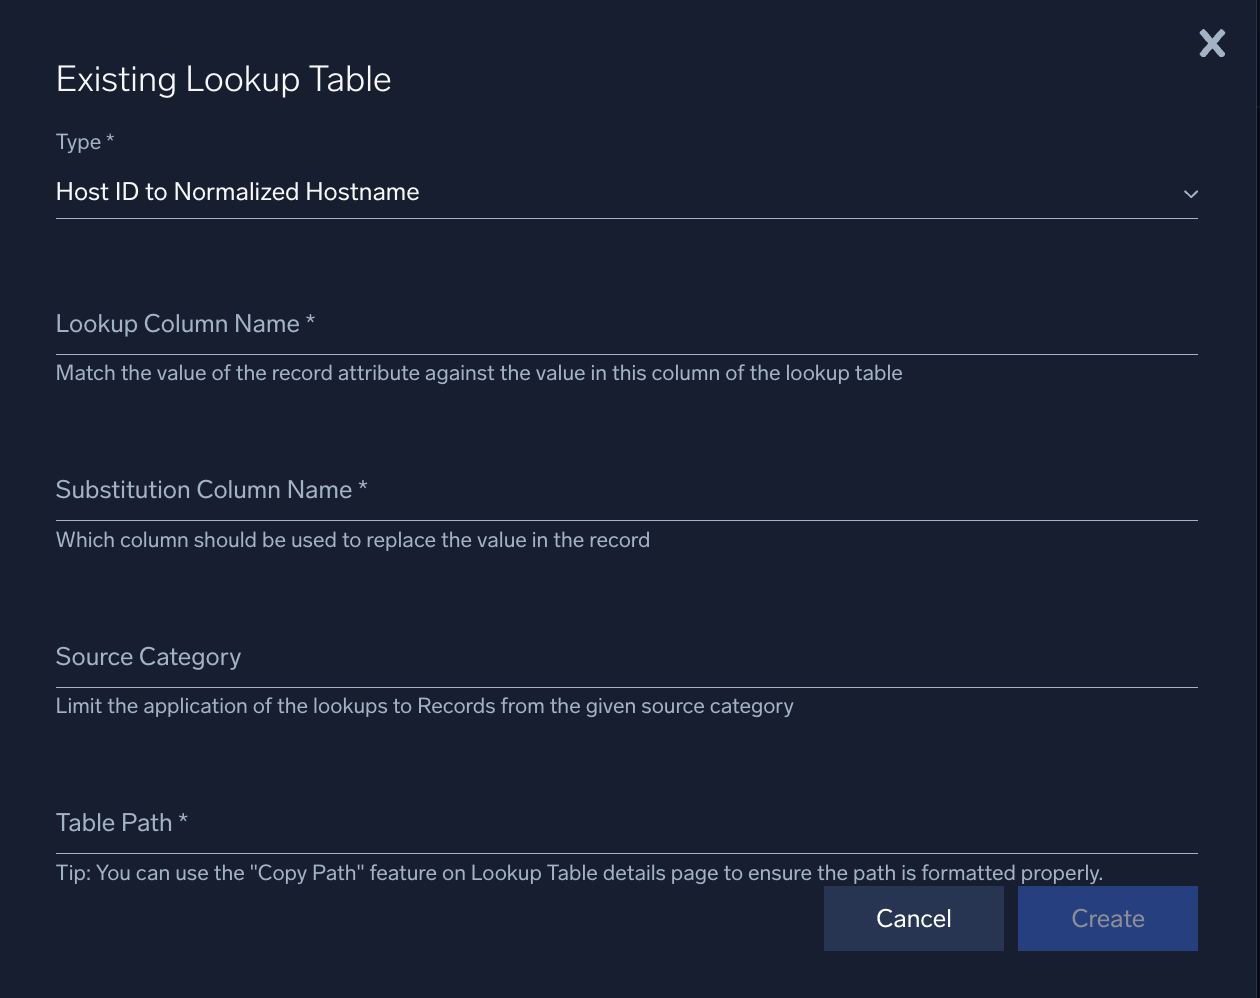 Existing Lookup Table
Type *
Host ID to Normalized Hostname
Lookup Column Name *
Match the value of the record attribute against the value in this column of the lookup table
Substitution Column Name *
Which column should be used to replace the value in the record
Source Category
Limit the application of the lookups to Records from the given source category
Table Path *
Tip: You can use the "Copy Path" feature on Lookup Table details page to ensure the path is formatted properly.
Cancel Create